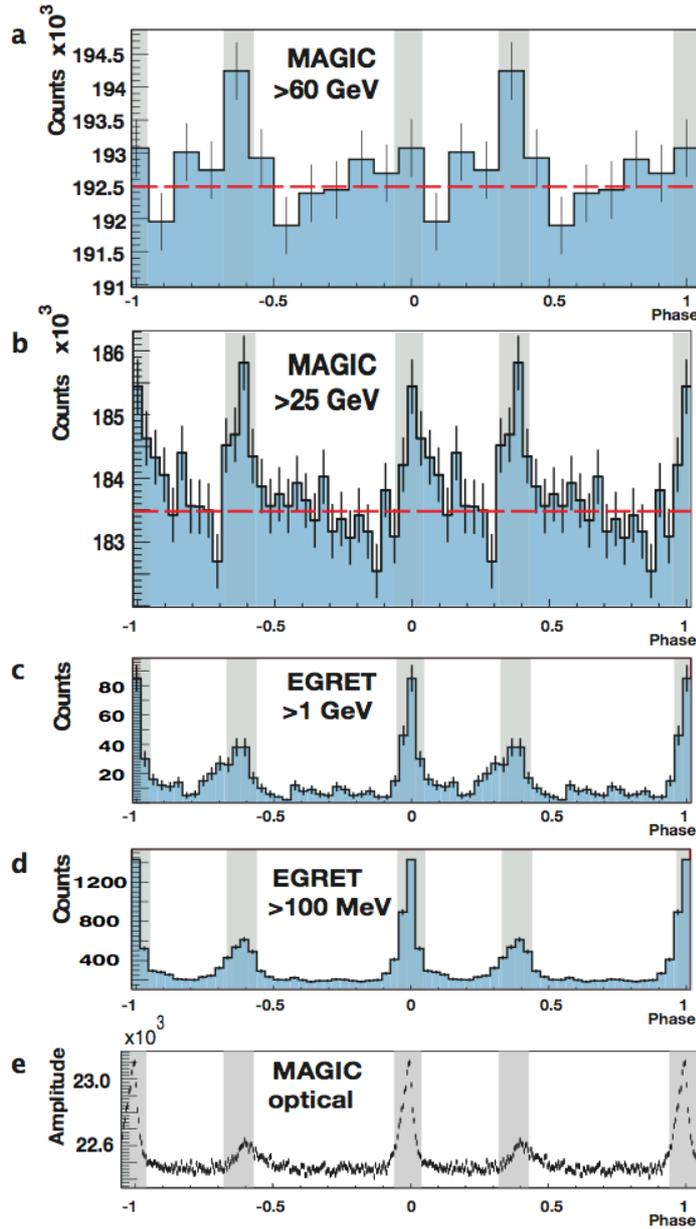 a
Counts x10³
MAGIC
>60 GeV
194.5
194
193.5
193
192.5
192
191.5
191
-1
-0.5
0
0.5
1
Phase
b
Counts x10³
MAGIC
>25 GeV
186
185
184
183
-1
-0.5
0
0.5
1
Phase
c
Counts
EGRET
>1 GeV
80
60
40
20
-1
-0.5
0
0.5
1
Phase
d
Counts
EGRET
>100 MeV
1200
800
400
-1
-0.5
0
0.5
1
Phase
x10³
e
Amplitude
MAGIC
optical
23.0
22.6
-1
-0.5
0
0.5
1
Phase